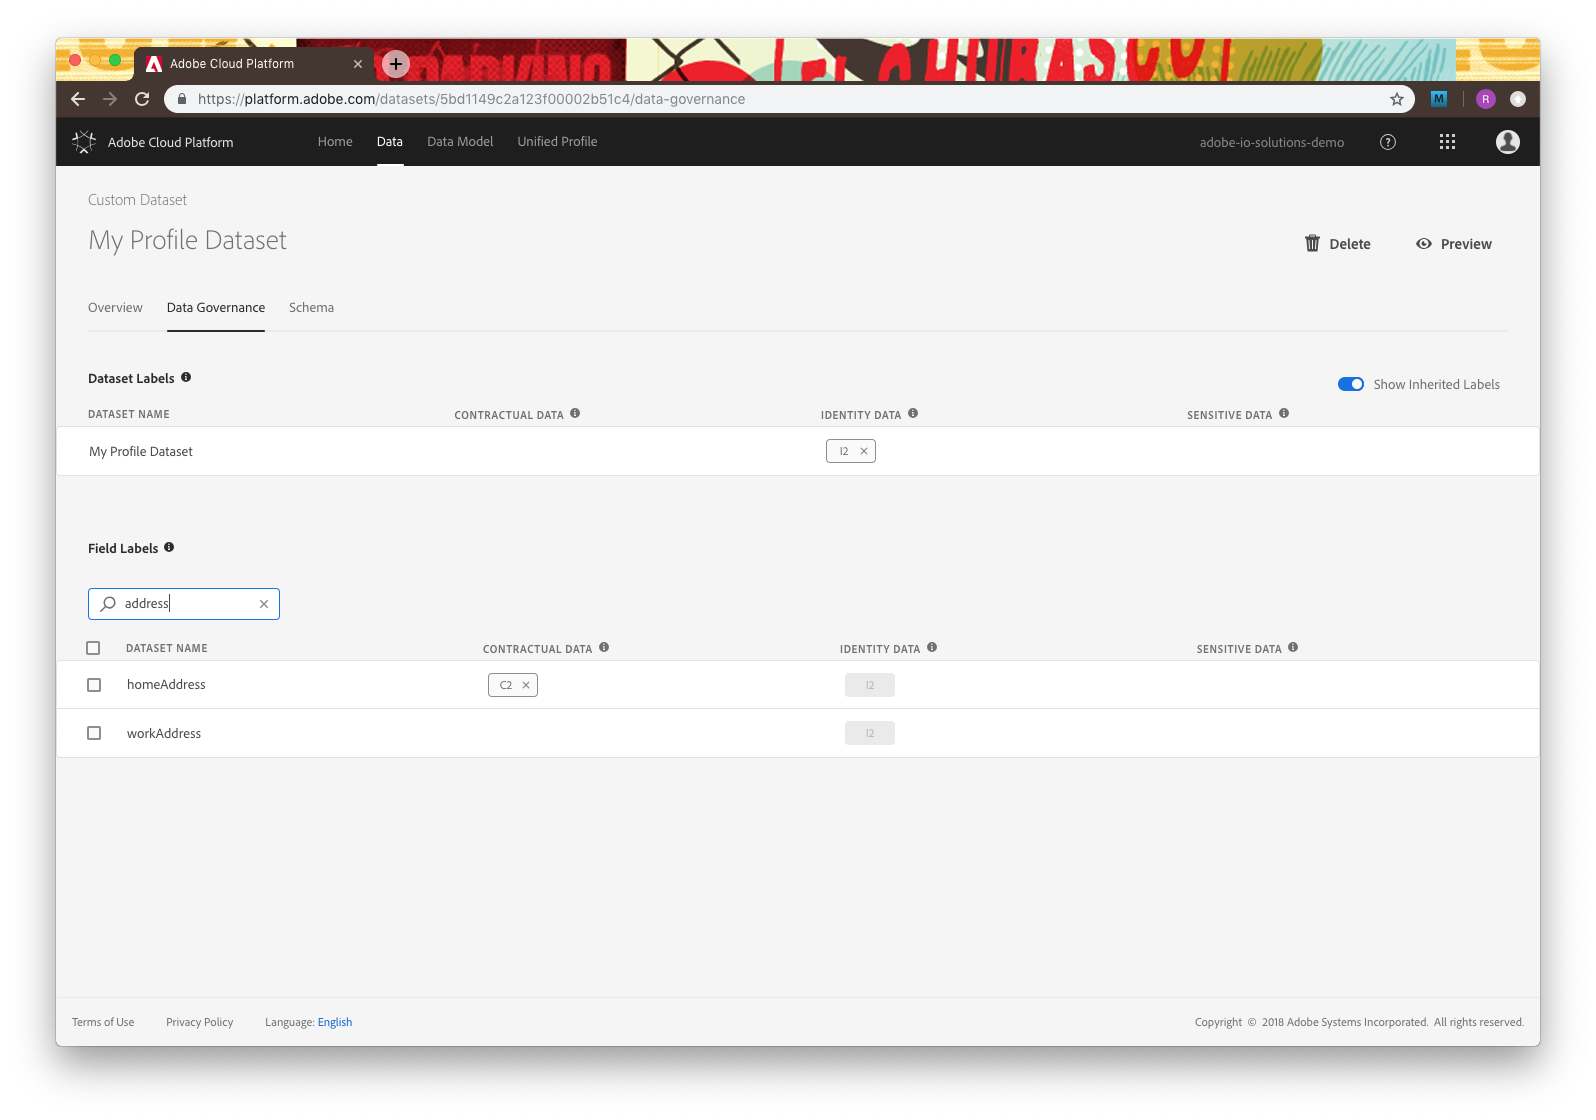 Adobe Cloud Platform
https://platform.adobe.com/datasets/5bd1149c2a123f00002b51c4/data-governance
M
R
Adobe Cloud Platform
Home
Data
Data Model
Unified Profile
adobe-io-solutions-demo
?
Custom Dataset
My Profile Dataset
Delete
Preview
Overview
Data Governance
Schema
Dataset Labels
Show Inherited Labels
DATASET NAME
CONTRACTUAL DATA
IDENTITY DATA
SENSITIVE DATA
My Profile Dataset
I2
Field Labels
address
DATASET NAME
CONTRACTUAL DATA
IDENTITY DATA
SENSITIVE DATA
homeAddress
C2
I2
workAddress
I2
Terms of Use
Privacy Policy
Language: English
Copyright © 2018 Adobe Systems Incorporated. All rights reserved.